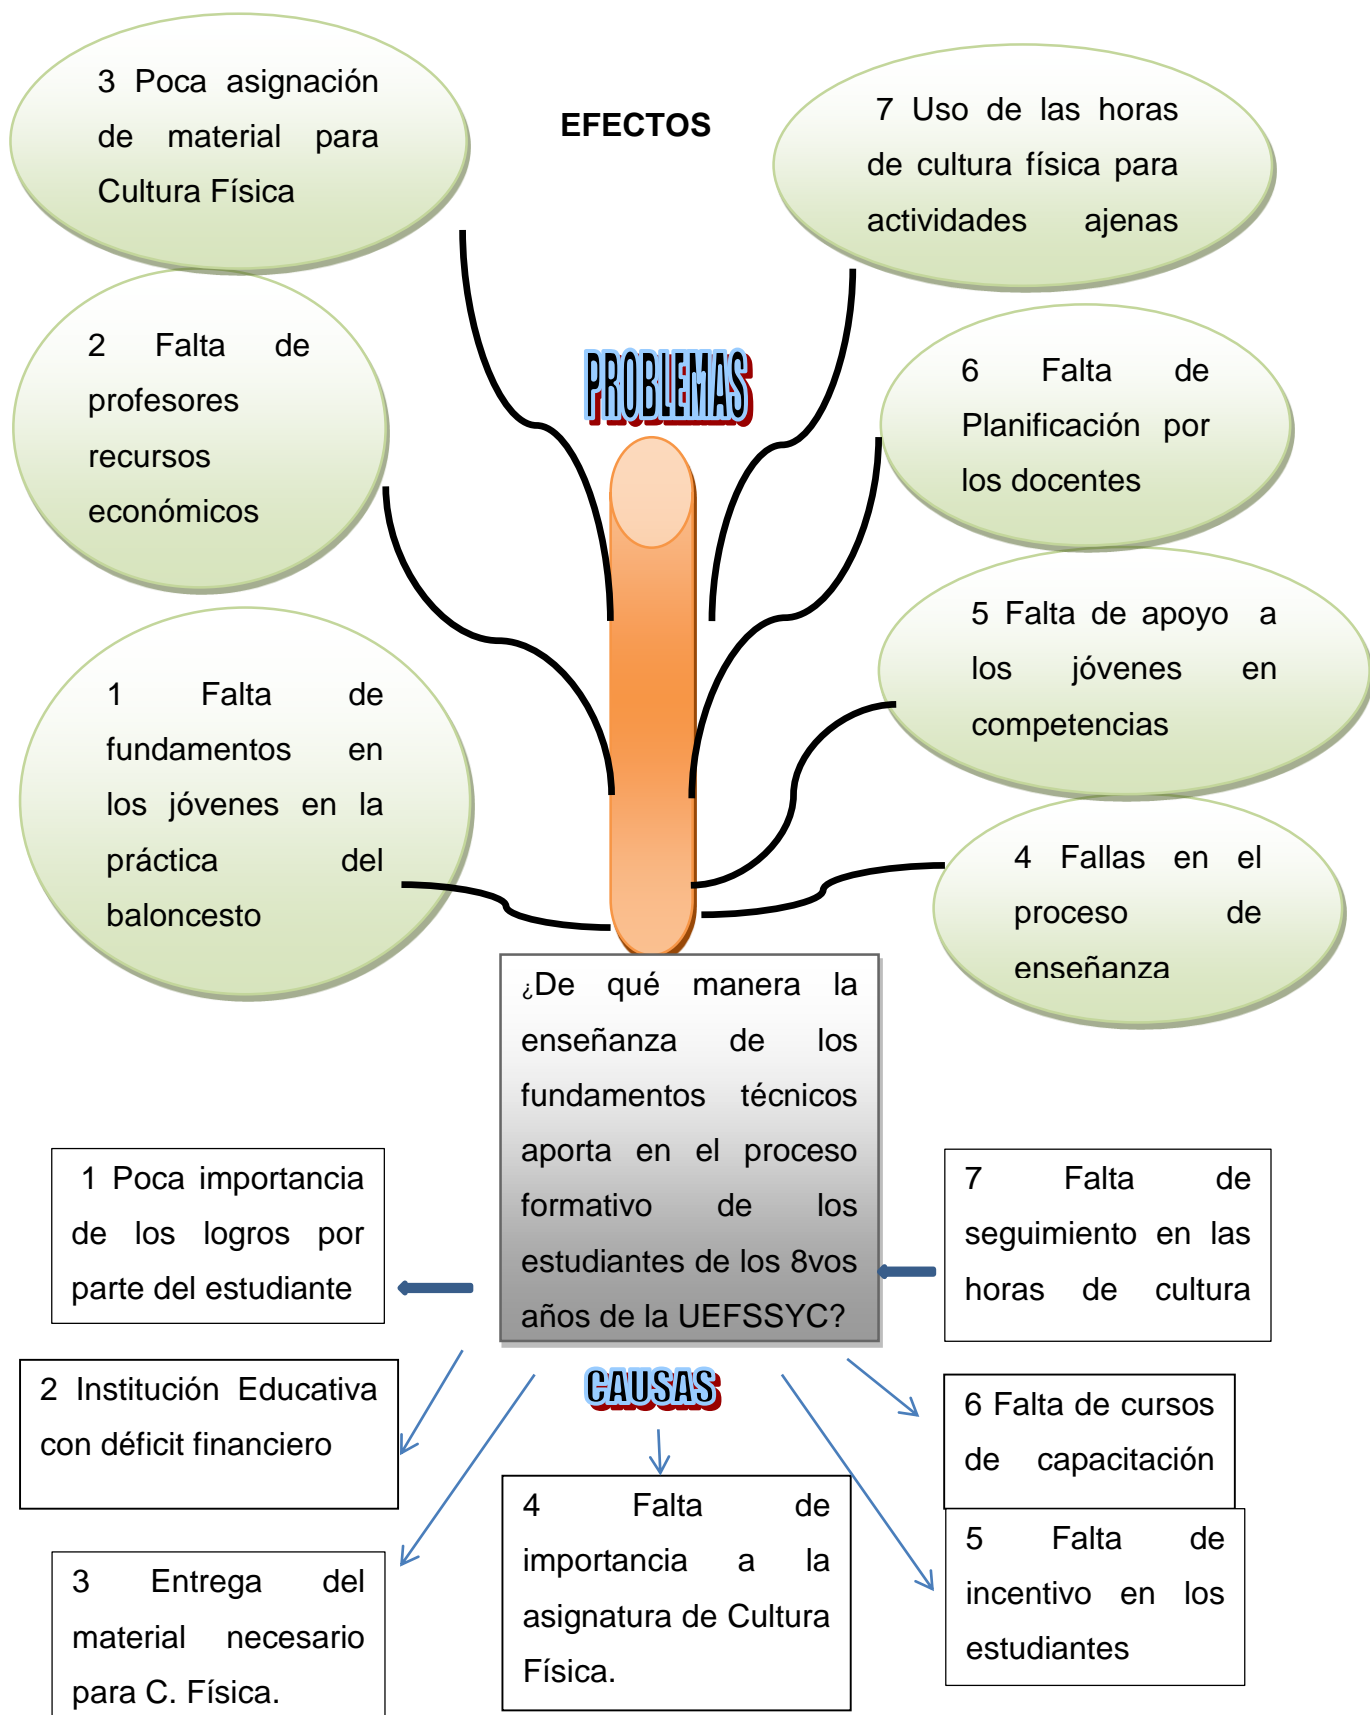 3 Poca asignación
de material para
Cultura Física
EFECTOS
7 Uso de las horas
de cultura física para
actividades ajenas
2 Falta de
profesores
recursos
económicos
PROBLEMAS
6 Falta de
Planificación por
los docentes
1 Falta de
fundamentos en
los jóvenes en la
práctica del
baloncesto
5 Falta de apoyo a
los jóvenes en
competencias
4 Fallas en el
proceso de
enseñanza
¿De qué manera la
enseñanza de los
fundamentos técnicos
aporta en el proceso
formativo de los
estudiantes de los 8vos
años de la UEFSSYC?
1 Poca importancia
de los logros por
parte del estudiante
7 Falta de
seguimiento en las
horas de cultura
2 Institución Educativa
con déficit financiero
CAUSAS
6 Falta de cursos
de capacitación
3 Entrega del
material necesario
para C. Física.
4 Falta de
importancia a la
asignatura de Cultura
Física.
5 Falta de
incentivo en los
estudiantes